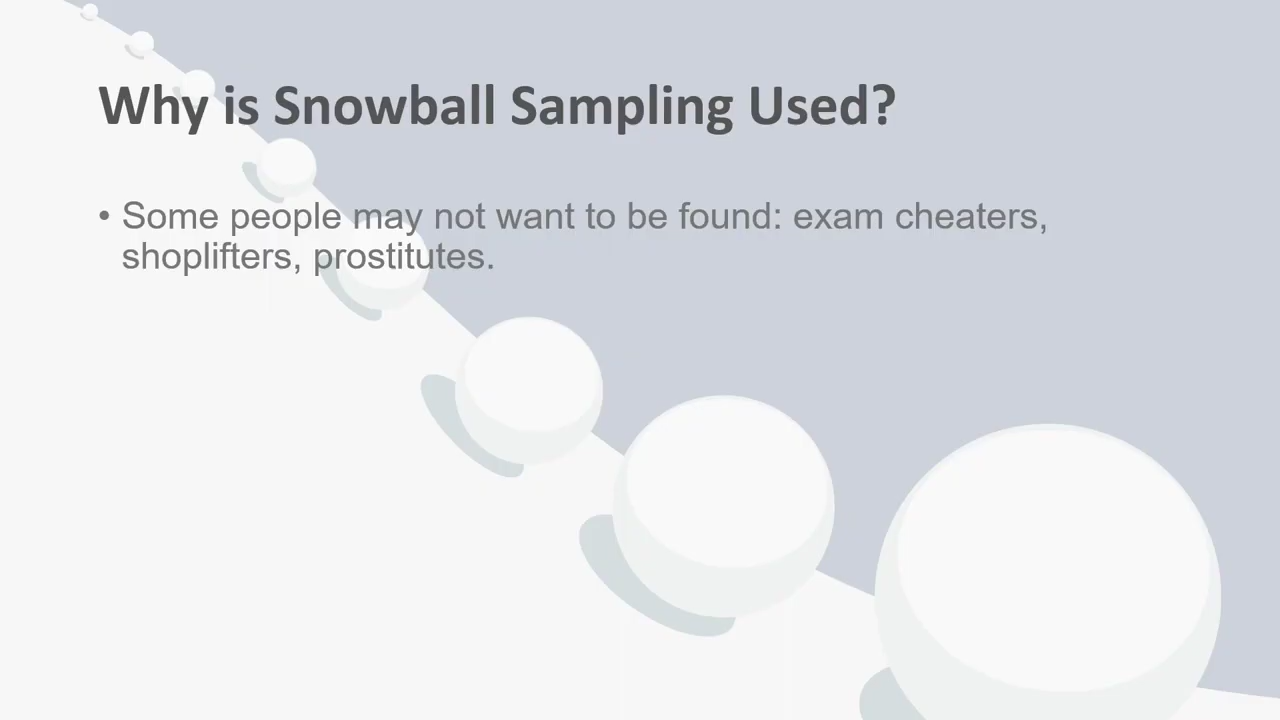 Why is Snowball Sampling Used?
• Some people may not want to be found: exam cheaters,
shoplifters, prostitutes.